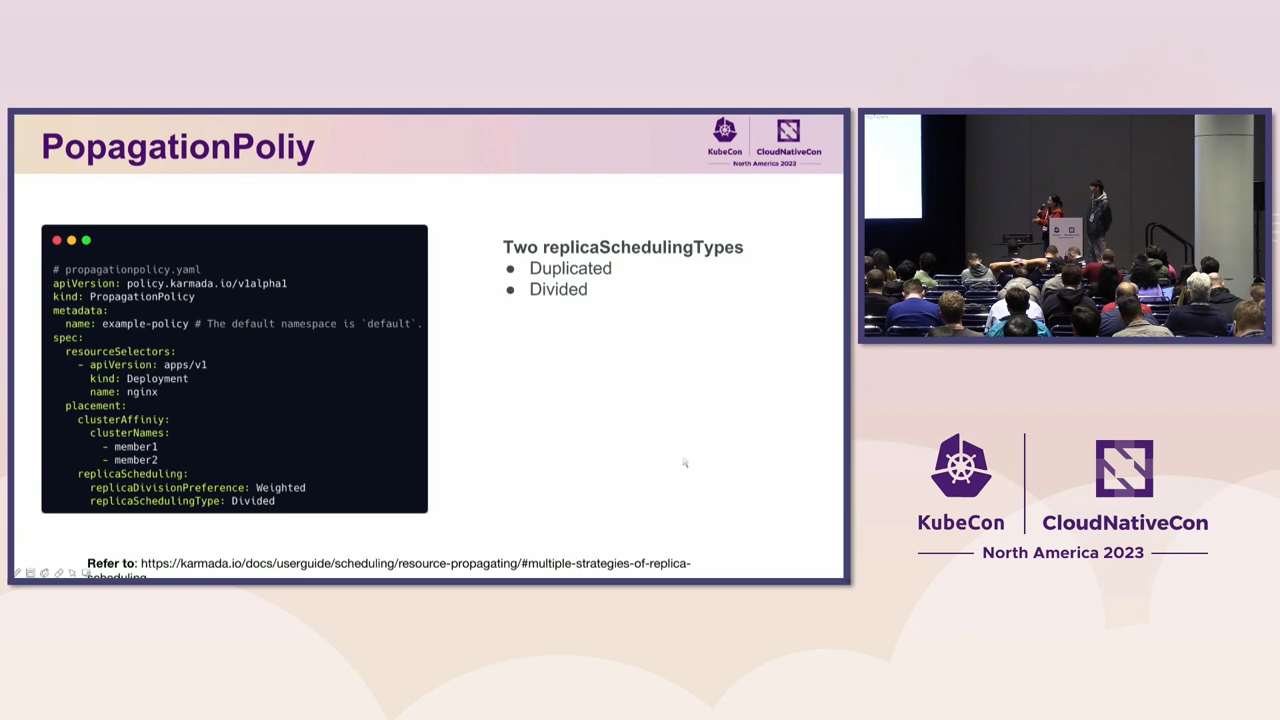 PopagationPoliy
KubeCon
CloudNativeCon
North America 2023
# propagationpolicy.yaml
apiVersion: policy.karmada.io/v1alpha1
kind: PropagationPolicy
metadata:
  name: example-policy # The default namespace is `default`.
spec:
  resourceSelectors:
    - apiVersion: apps/v1
      kind: Deployment
      name: nginx
  placement:
    clusterAffiniy:
      clusterNames:
        - member1
        - member2
    replicaScheduling:
      replicaDivisionPreference: Weighted
      replicaSchedulingType: Divided
Two replicaSchedulingTypes
● Duplicated
● Divided
Refer to: https://karmada.io/docs/userguide/scheduling/resource-propagating/#multiple-strategies-of-replica-
scheduling
KubeCon
CloudNativeCon
North America 2023